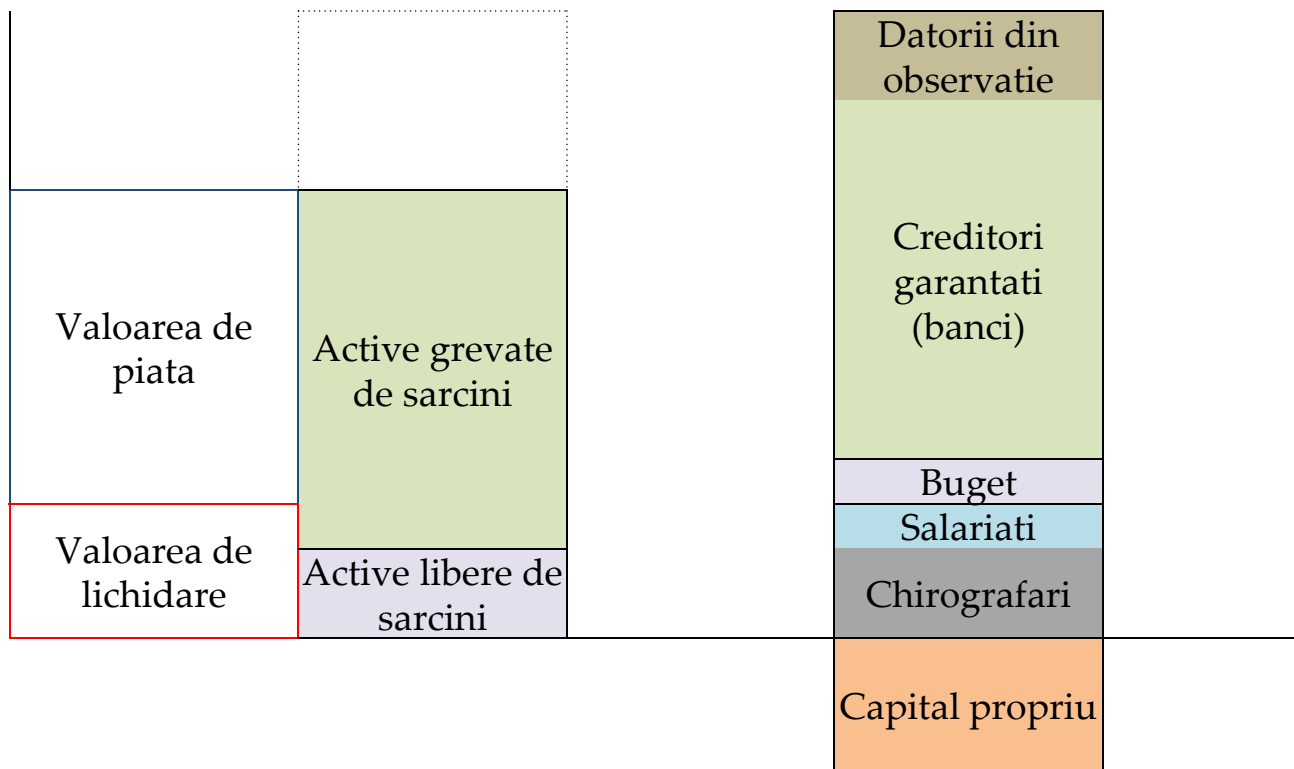 Valoarea de
piata
Valoarea de
lichidare
Active grevate
de sarcini
Active libere de
sarcini
Datorii din
observatie
Creditori
garantati
(banci)
Buget
Salariati
Chirografari
Capital propriu